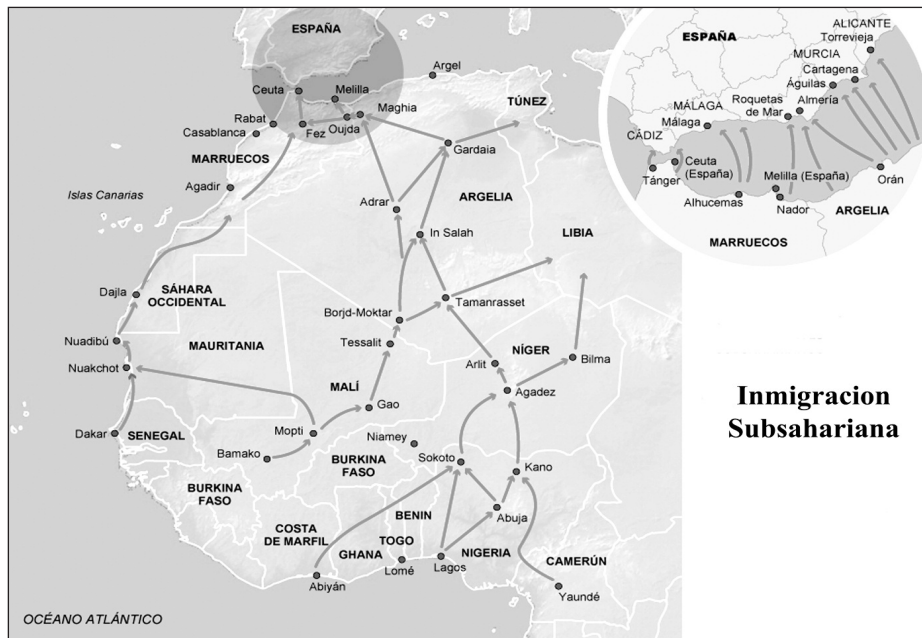 ESPAÑA
Ceuta
Melilla
Argel
Maghia
TÚNEZ
Rabat
Casablanca
Fez
Oujda
MARRUECOS
Gardaia
Islas Canarias
Agadir
Adrar
ARGELIA
In Salah
LIBIA
Dajla
SÁHARA
OCCIDENTAL
Tamanrasset
Borjd-Moktar
Nuadibú
MAURITANIA
Tessalit
NÍGER
Bilma
Arlit
Nuakchot
MALÍ
Agadez
Gao
Dakar
SENEGAL
Mopti
Niamey
Bamako
Sokoto
Kano
BURKINA
FASO
BURKINA
FASO
Abuja
BENIN
COSTA
DE MARFIL
TOGO
GHANA
NIGERIA
CAMERÚN
Lagos
Lomé
Abiyán
Yaundé
OCÉANO ATLÁNTICO
ALICANTE
Torrevieja
ESPAÑA
MURCIA
Cartagena
Águilas
Roquetas
de Mar
Almería
MÁLAGA
Málaga
CÁDIZ
Tánger
Ceuta
(España)
Melilla (España)
Orán
Alhucemas
Nador
ARGELIA
MARRUECOS
Inmigracion
Subsahariana